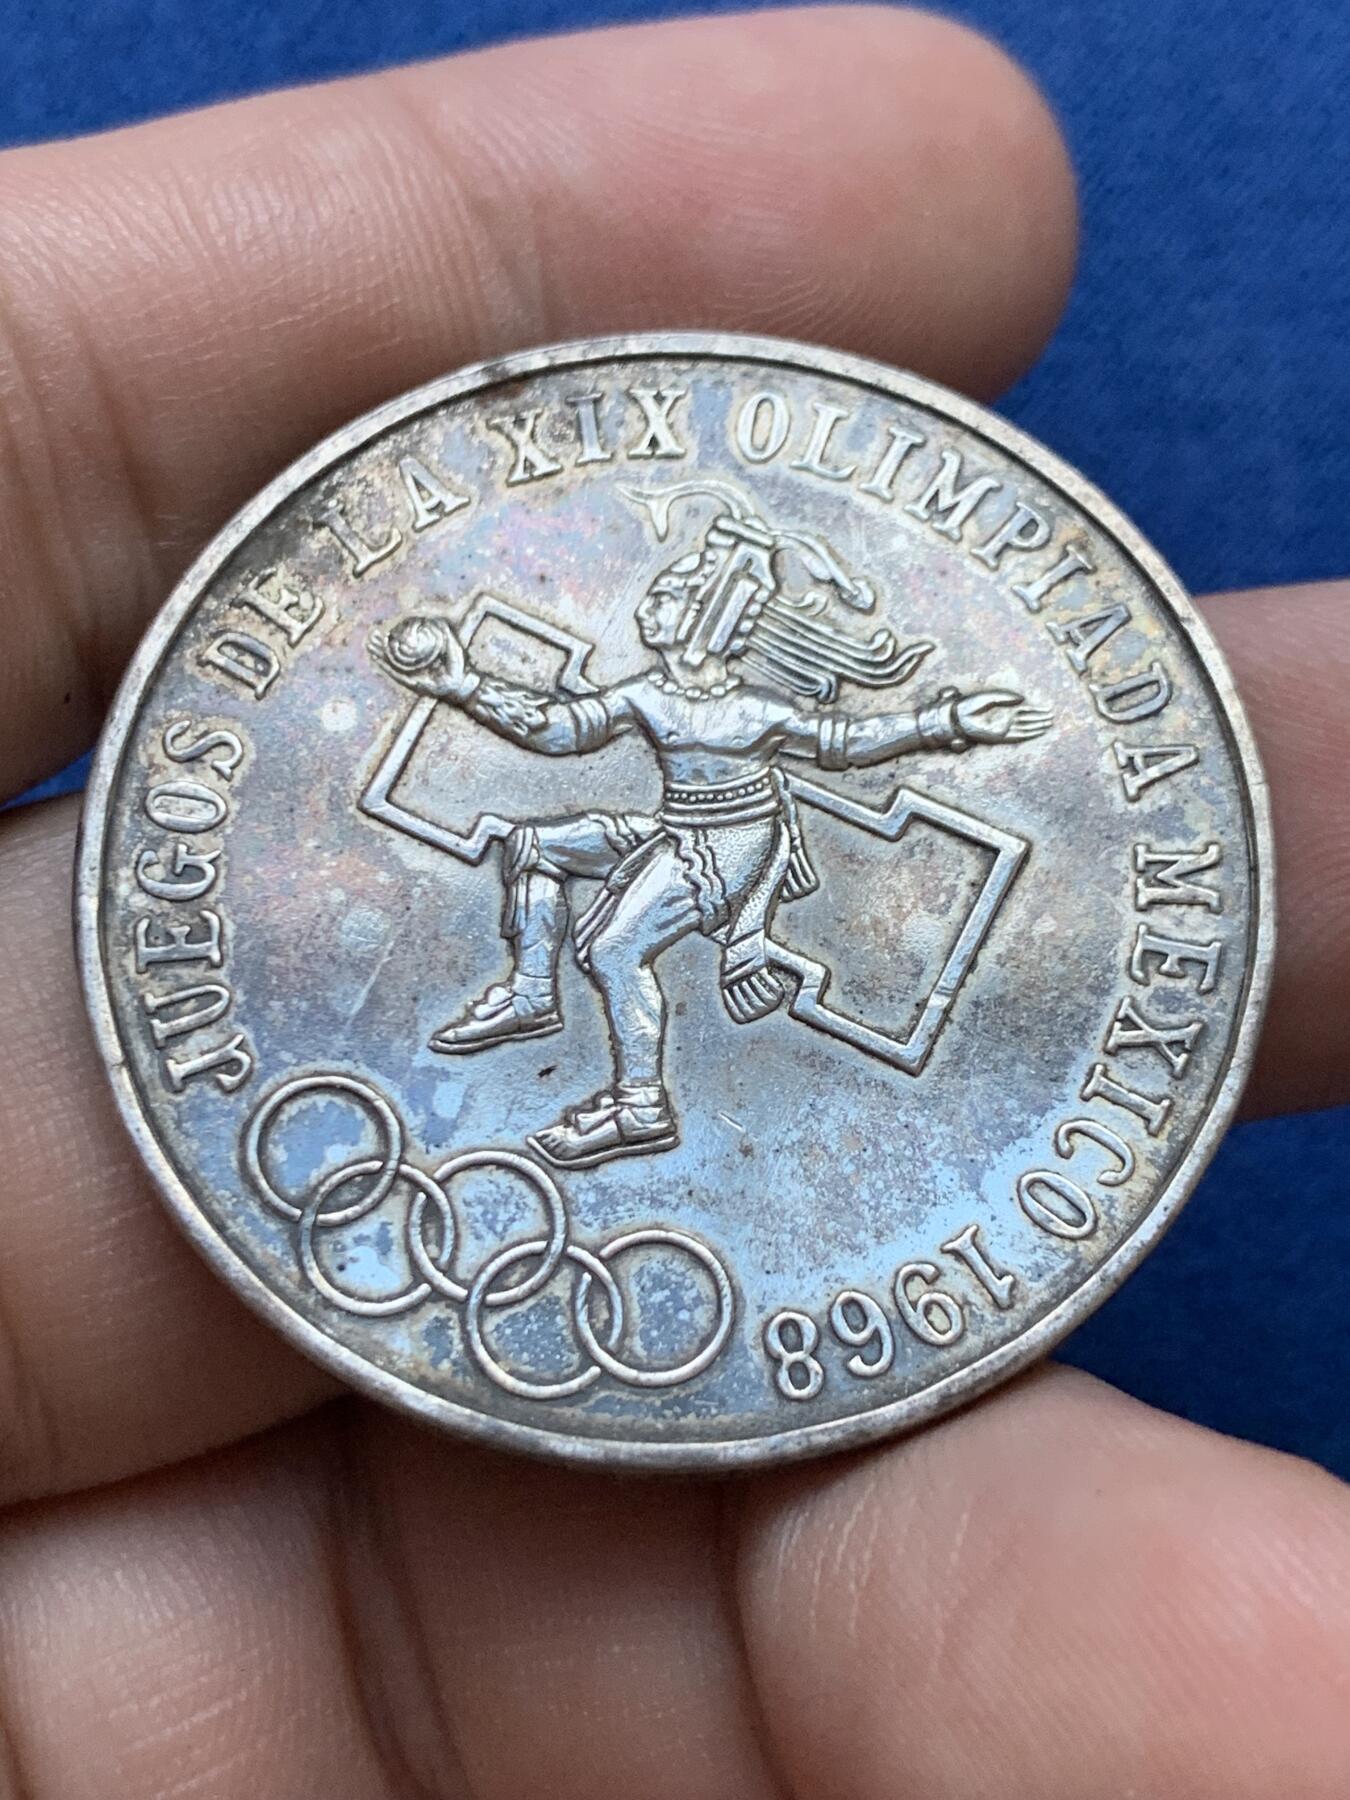 JUEGOS DE LA XIX OLIMPIADA MEXICO 1968